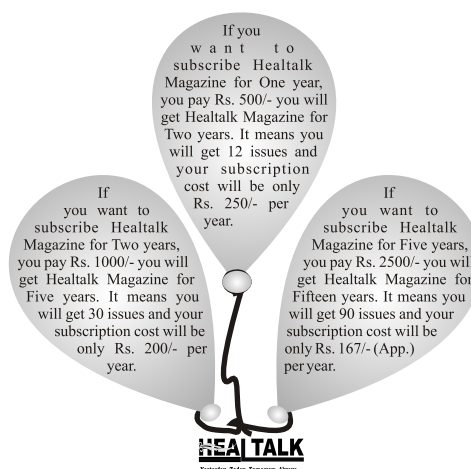 If you
want to
subscribe Healtalk
Magazine for One year,
you pay Rs. 500/- you will
get Healtalk Magazine for
Two years. It means you
will get 12 issues and
your subscription
cost will be only
Rs. 250/- per
year.
If
you want to
subscribe Healtalk
Magazine for Two years,
you pay Rs. 1000/- you will
get Healtalk Magazine for
Five years. It means you
will get 30 issues and your
subscription cost will be
only Rs. 200/- per
year.
If
you want to
subscribe Healtalk
Magazine for Five years,
you pay Rs. 2500/- you will
get Healtalk Magazine for
Fifteen years. It means you
will get 90 issues and your
subscription cost will be
only Rs. 167/- (App.)
per year.
HEALTALK